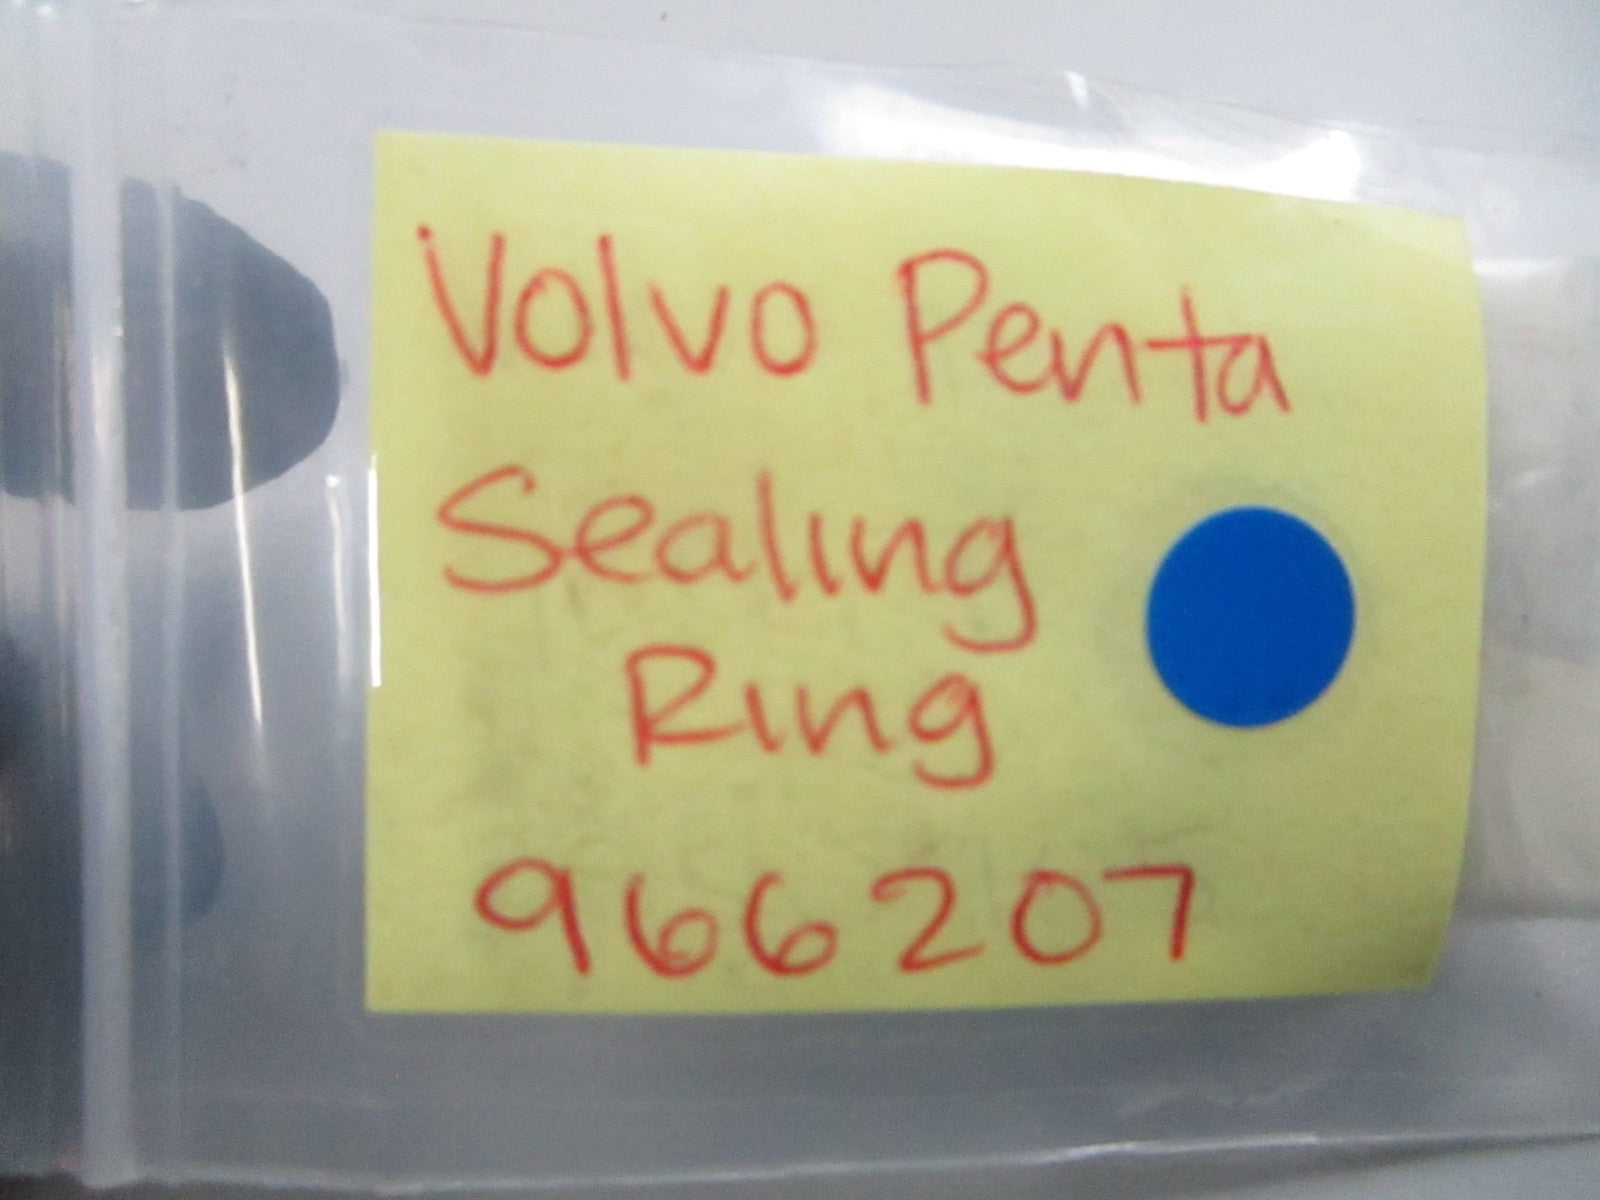 Volvo Penta
Sealing
Ring
966207